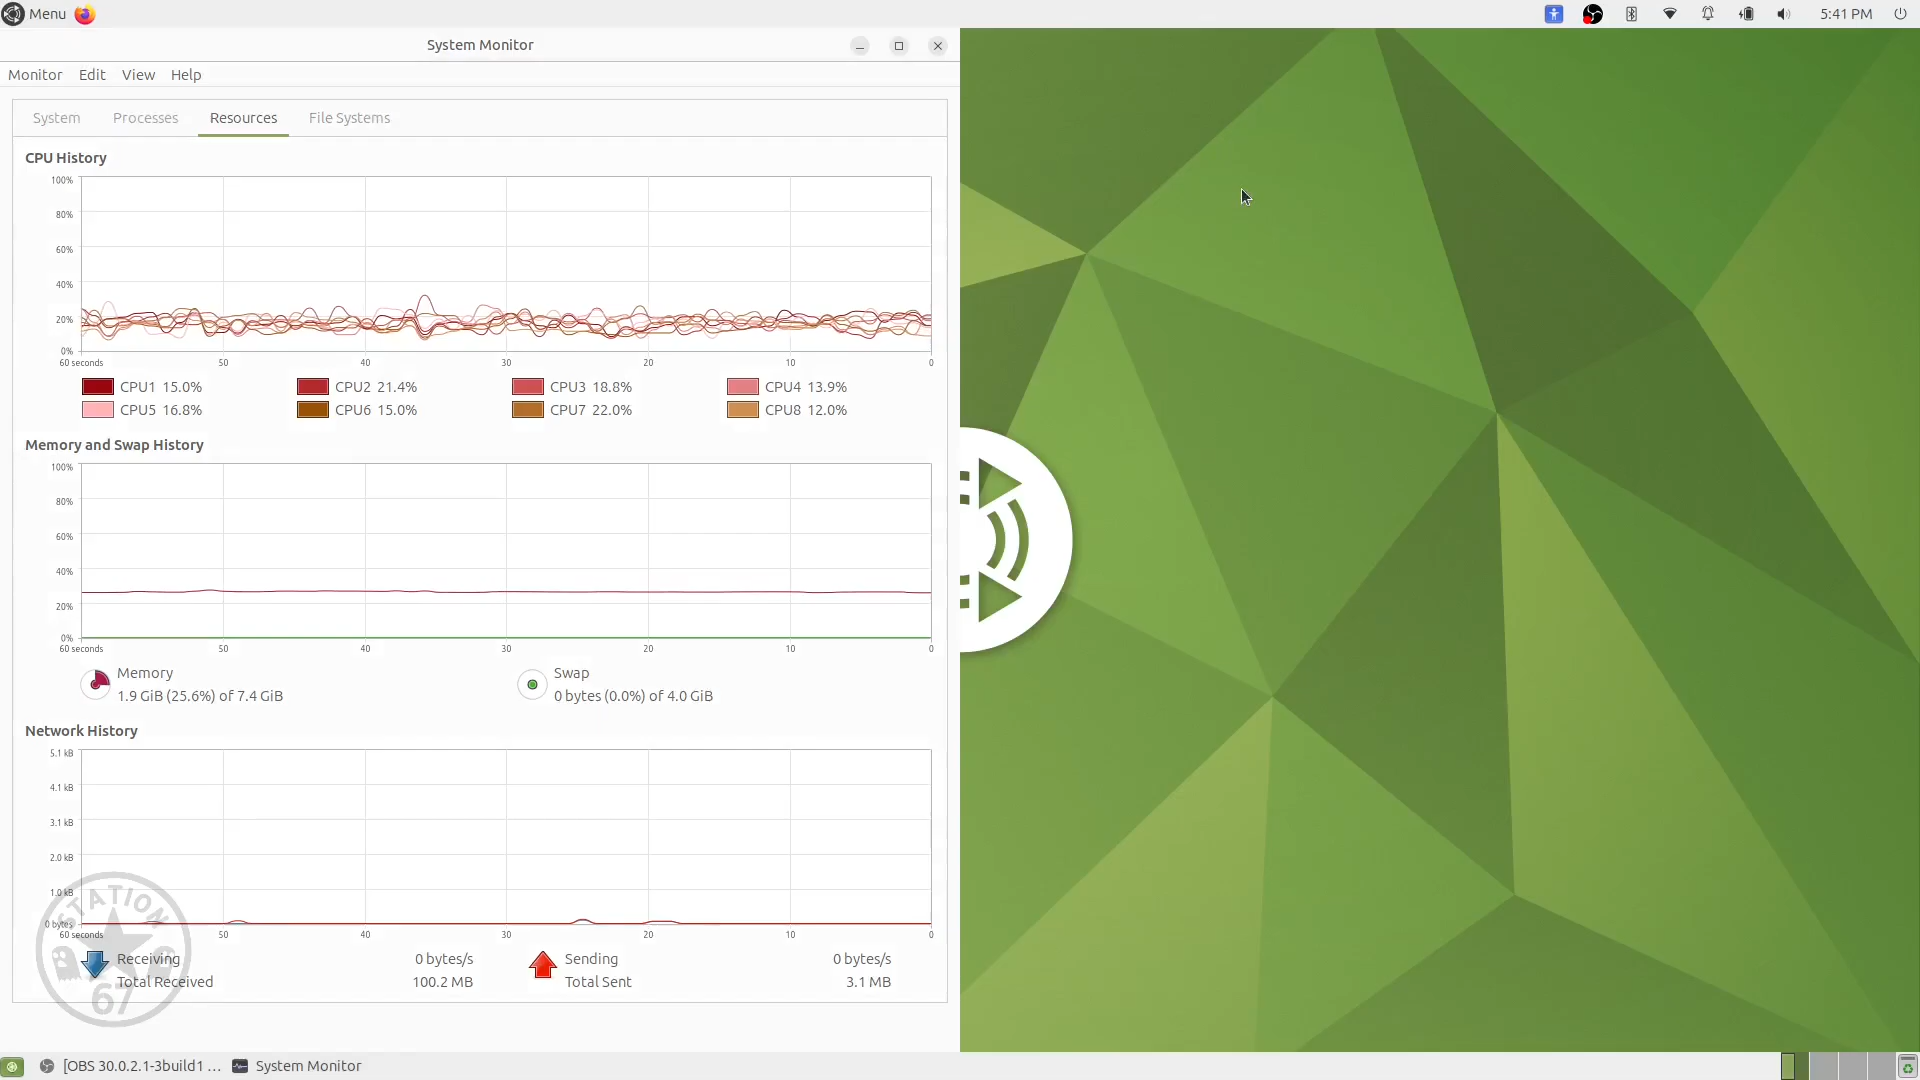 Menu
5:41 PM
System Monitor
Monitor Edit View Help
System Processes Resources File Systems
CPU History
100%
80%
60%
40%
20%
0%
60 seconds 50 40 30 20 10 0
CPU1 15.0% CPU2 21.4% CPU3 18.8% CPU4 13.9%
CPU5 16.8% CPU6 15.0% CPU7 22.0% CPU8 12.0%
Memory and Swap History
100%
80%
60%
40%
20%
0%
60 seconds 50 40 30 20 10 0
Memory
1.9 GiB (25.6%) of 7.4 GiB
Swap
0 bytes (0.0%) of 4.0 GiB
Network History
5.1 kB
4.1 kB
3.1 kB
2.0 kB
1.0 kB
0 bytes
60 seconds 50 40 30 20 10 0
Receiving 0 bytes/s Sending 0 bytes/s
Total Received 100.2 MB Total Sent 3.1 MB
STATION
67
[OBS 30.0.2.1-3build1 … System Monitor